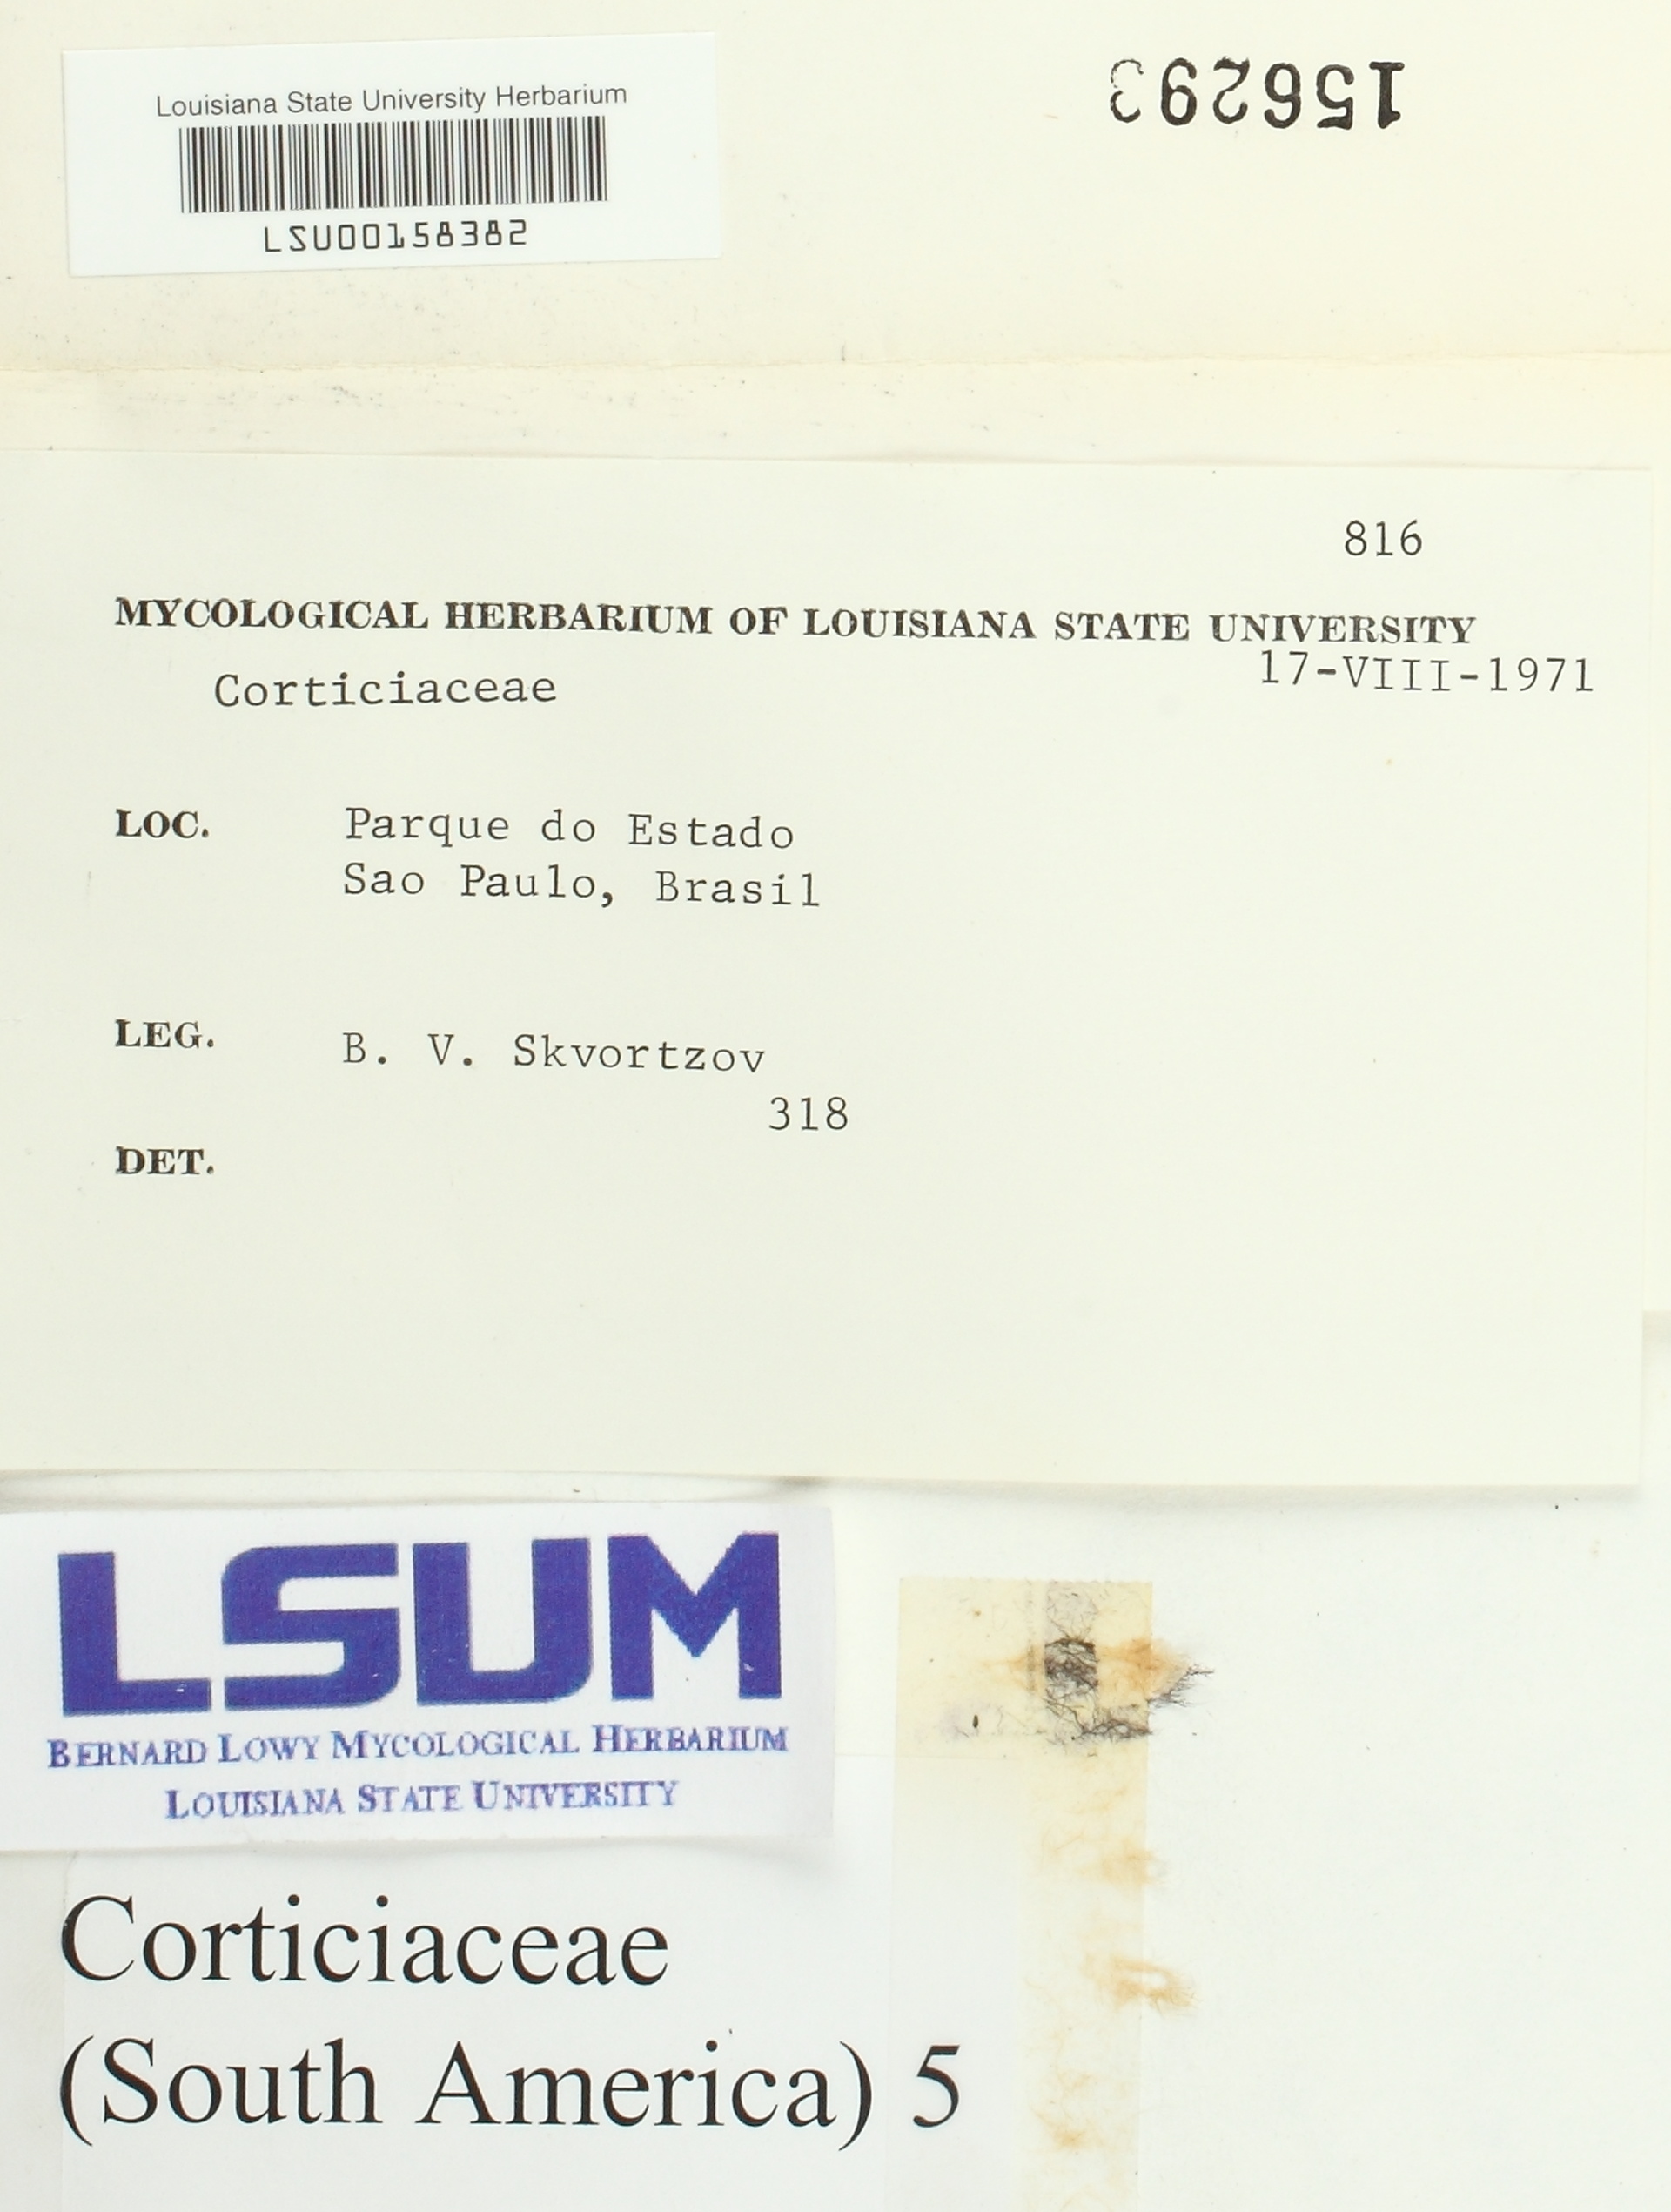 Louisiana State University Herbarium
LSU00158382
156293
816
MYCOLOGICAL HERBARIUM OF LOUISIANA STATE UNIVERSITY
17-VIII-1971
Corticiaceae
LOC. Parque do Estado
Sao Paulo, Brasil
LEG. B. V. Skvortzov
318
DET.
LSUM
BERNARD LOWY MYCOLOGICAL HERBARIUM
LOUISIANA STATE UNIVERSITY
Corticiaceae
(South America) 5